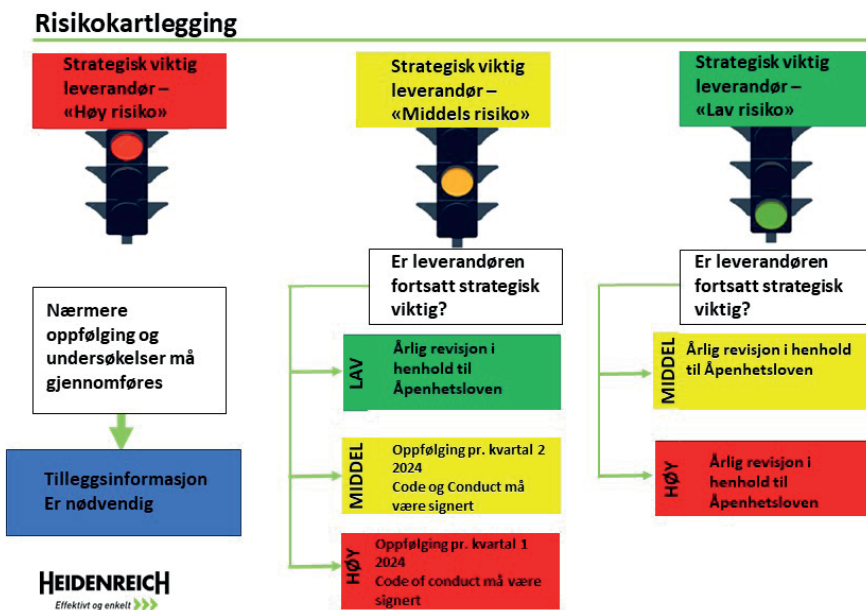 Risikokartlegging
Strategisk viktig
leverandør –
«Høy risiko»
Nærmere
oppfølging og
undersøkelser må
gjennomføres
Tilleggsinformasjon
Er nødvendig
Strategisk viktig
leverandør –
«Middels risiko»
Er leverandøren
fortsatt strategisk
viktig?
LAV
Årlig revisjon i
henhold til
Åpenhetsloven
MIDDEL
Oppfølging pr. kvartal 2
2024
Code og Conduct må
være signert
HØY
Oppfølging pr. kvartal 1
2024
Code of conduct må være
signert
Strategisk viktig
leverandør –
«Lav risiko»
Er leverandøren
fortsatt strategisk
viktig?
MIDDEL
Årlig revisjon i henhold
til Åpenhetsloven
HØY
Årlig revisjon i
henhold til
Åpenhetsloven
HEIDENREICH
Effektivt og enkelt